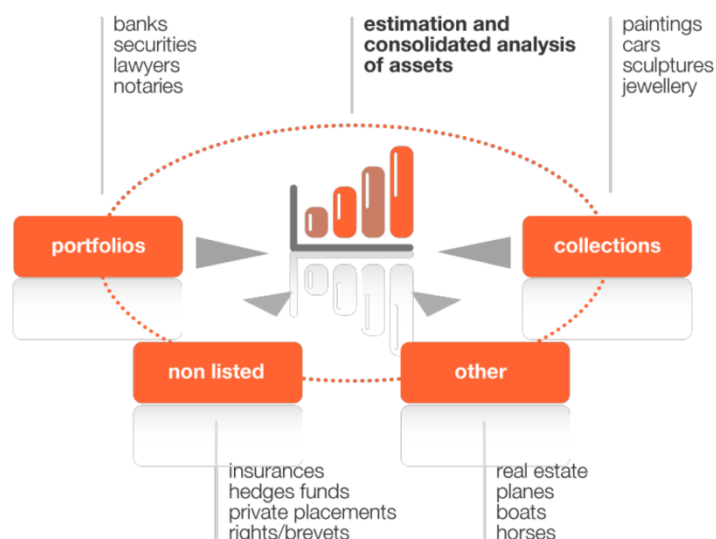 banks
securities
lawyers
notaries
estimation and
consolidated analysis
of assets
paintings
cars
sculptures
jewellery
portfolios
collections
non listed
other
insurances
hedges funds
private placements
rights/brevets
real estate
planes
boats
horses